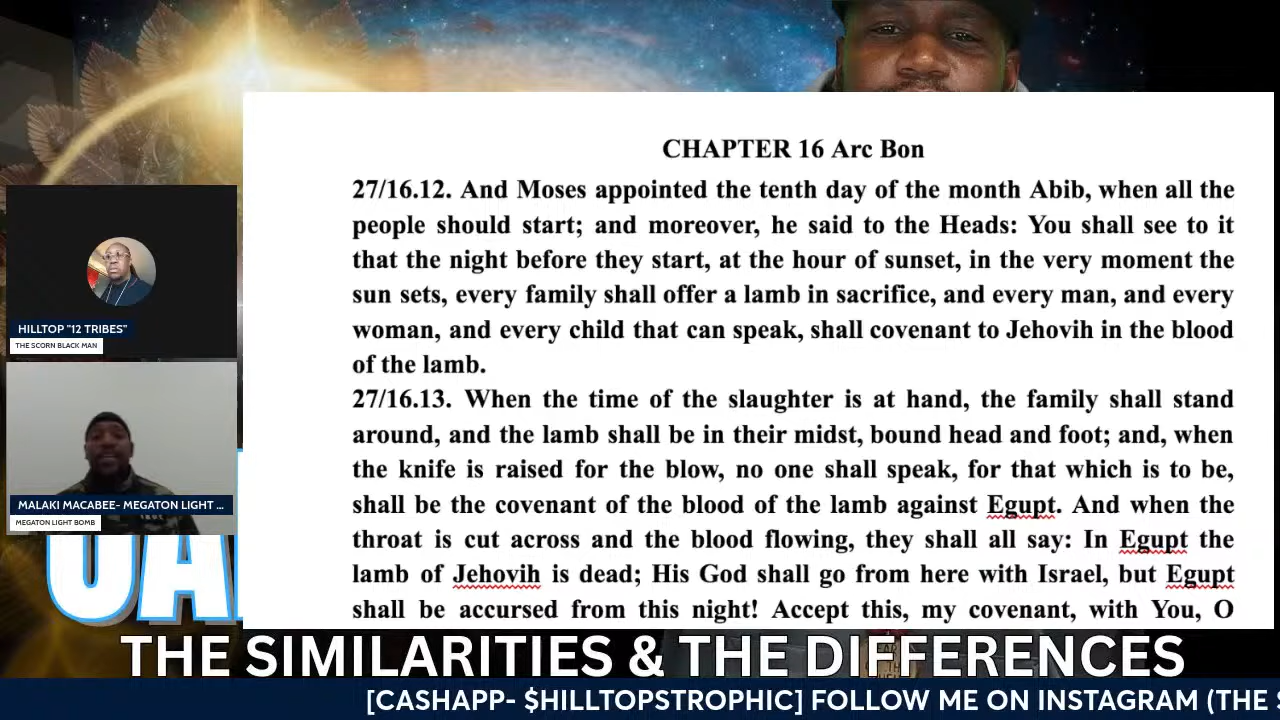 CHAPTER 16 Arc Bon
27/16.12. And Moses appointed the tenth day of the month Abib, when all the
people should start; and moreover, he said to the Heads: You shall see to it
that the night before they start, at the hour of sunset, in the very moment the
sun sets, every family shall offer a lamb in sacrifice, and every man, and every
woman, and every child that can speak, shall covenant to Jehovih in the blood
of the lamb.
27/16.13. When the time of the slaughter is at hand, the family shall stand
around, and the lamb shall be in their midst, bound head and foot; and, when
the knife is raised for the blow, no one shall speak, for that which is to be,
shall be the covenant of the blood of the lamb against Egupt. And when the
throat is cut across and the blood flowing, they shall all say: In Egupt the
lamb of Jehovih is dead; His God shall go from here with Israel, but Egupt
shall be accursed from this night! Accept this, my covenant, with You, O
HILLTOP "12 TRIBES"
THE SCORN BLACK MAN
MALAKI MACABEE- MEGATON LIGHT ...
MEGATON LIGHT BOMB
THE SIMILARITIES & THE DIFFERENCES
[CASHAPP- $HILLTOPSTROPHIC] FOLLOW ME ON INSTAGRAM (THE